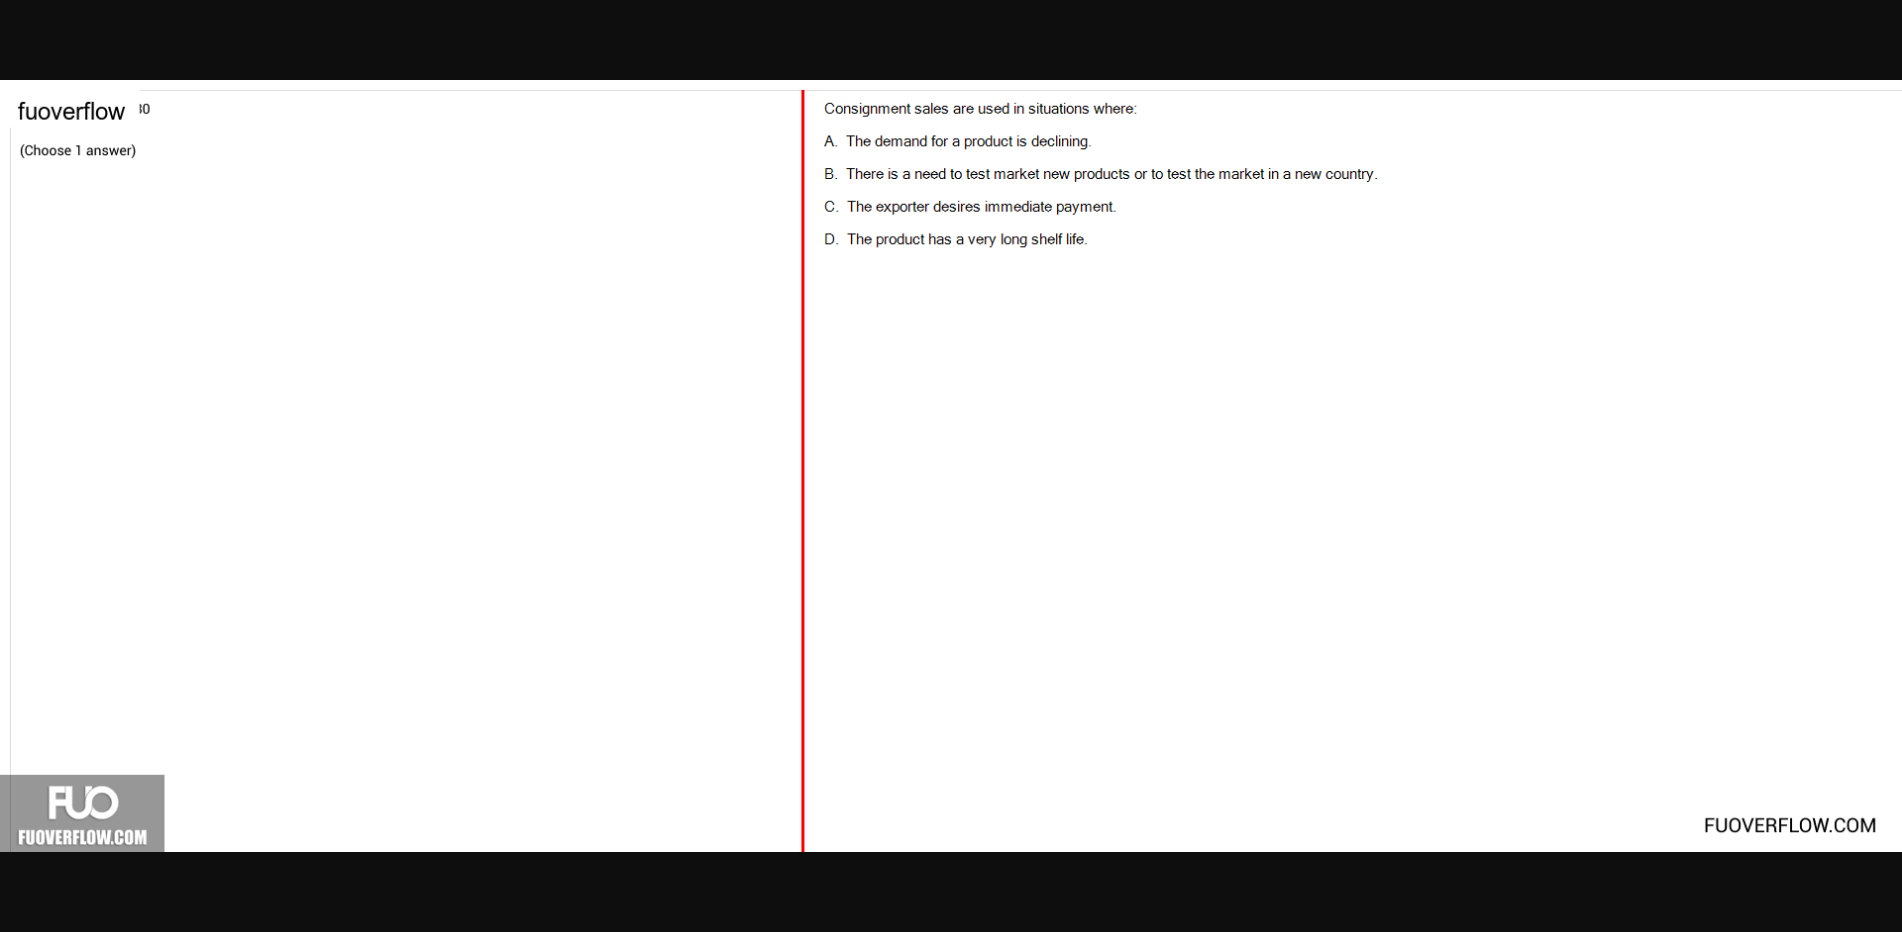 fuoverflow
30
(Choose 1 answer)
Consignment sales are used in situations where:
A. The demand for a product is declining.
B. There is a need to test market new products or to test the market in a new country.
C. The exporter desires immediate payment.
D. The product has a very long shelf life.
FUO
FUOVERFLOW.COM
FUOVERFLOW.COM